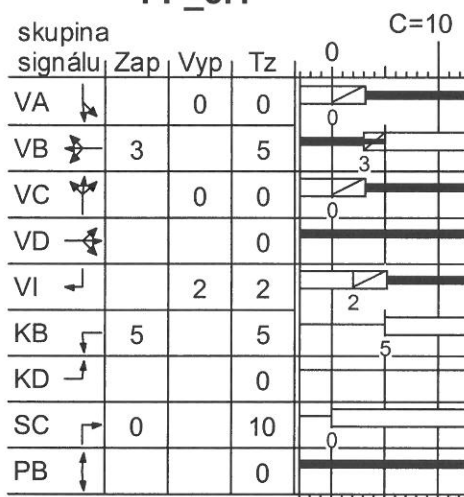 C=10
skupina
signálu Zap Vyp Tz 0
VA 0 0 0
VB 3 5 3
VC 0 0 0
VD 0
VI 2 2 2
KB 5 5 5
KD 0
SC 0 10 0
PB 0